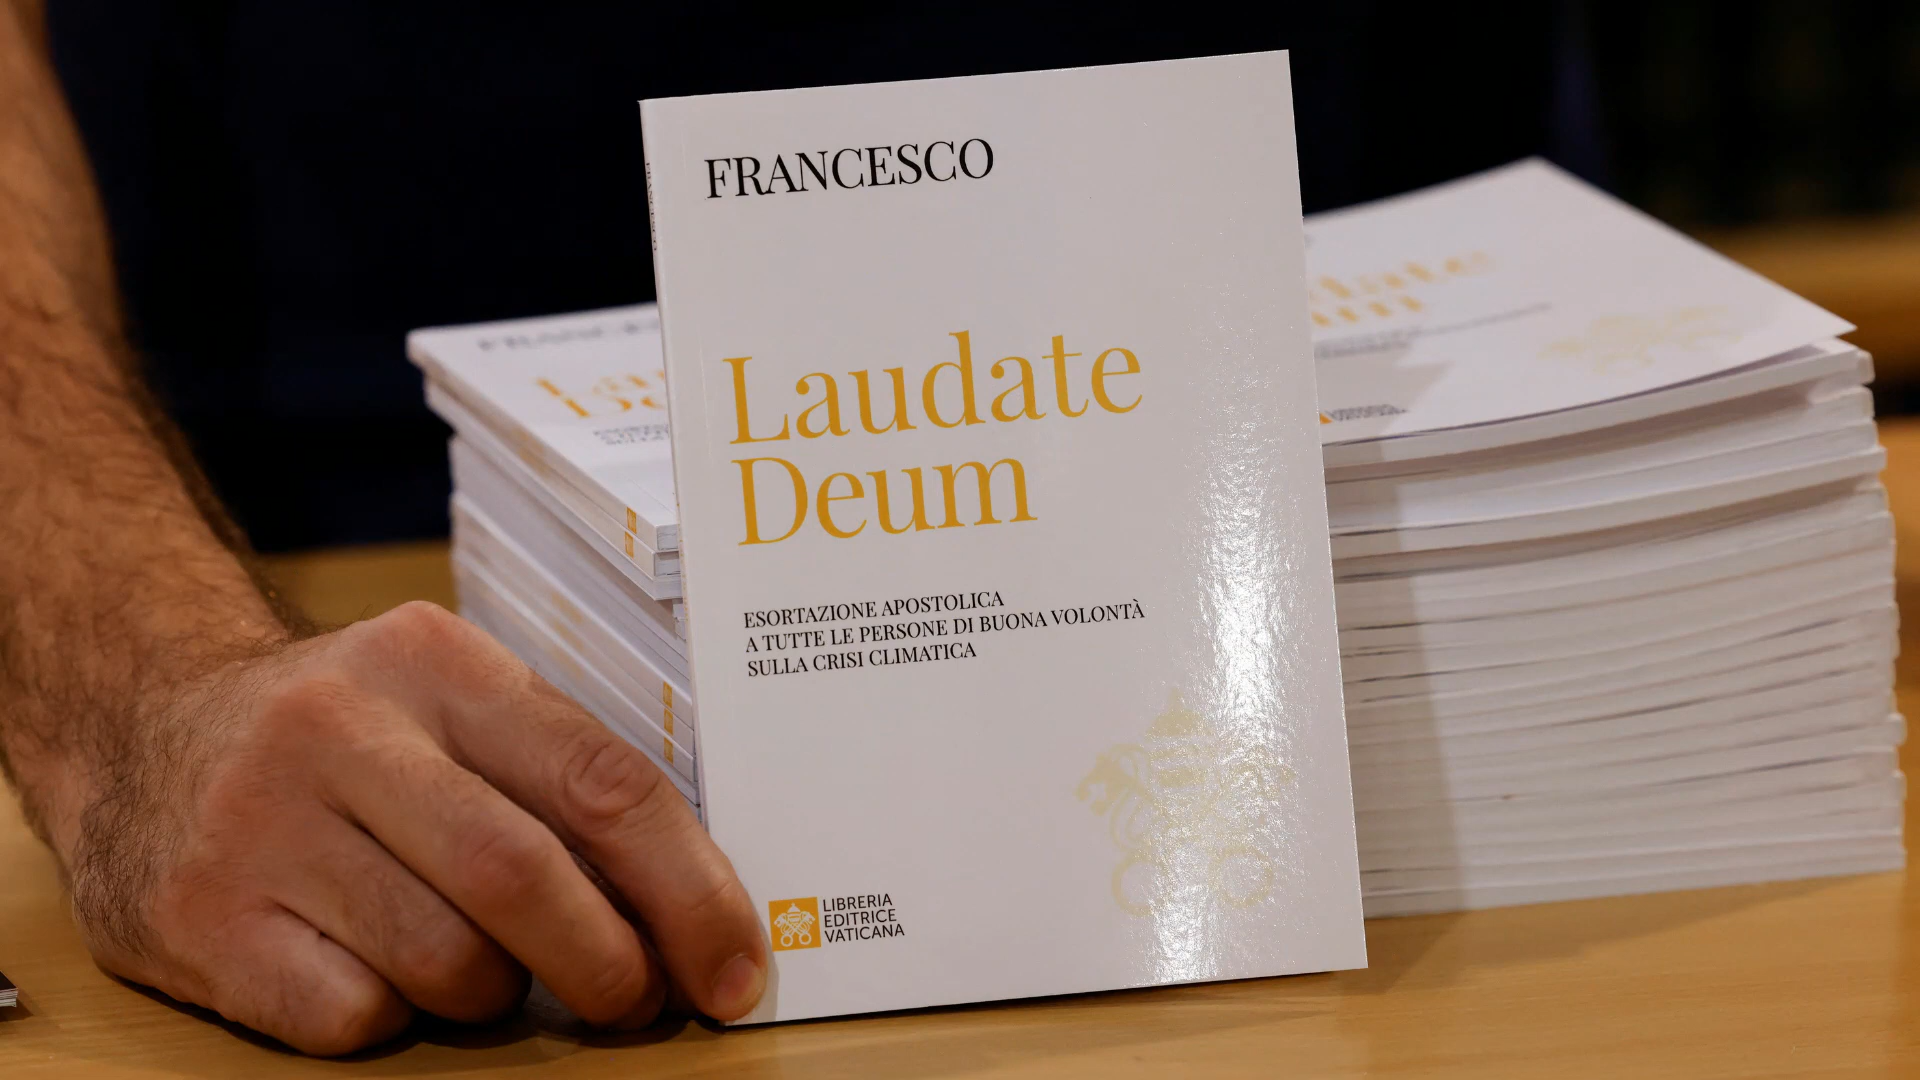 FRANCESCO
Laudate
Deum
ESORTAZIONE APOSTOLICA
A TUTTE LE PERSONE DI BUONA VOLONTÀ
SULLA CRISI CLIMATICA
LIBRERIA
EDITRICE
VATICANA